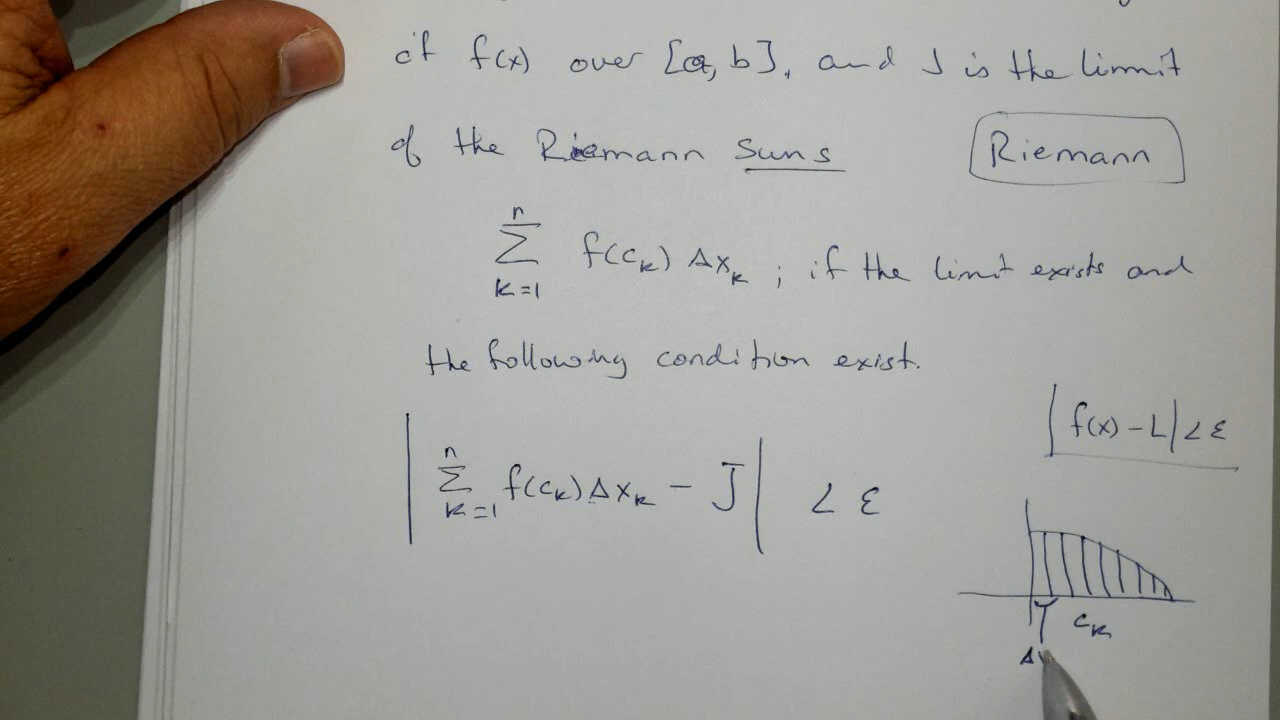 of f(x) over [a, b], and J is the limit
of the Riemann Suns
Riemann
n
∑ f(cₖ) Δxₖ ; if the limit exists and
k=1
the following condition exist.
| f(x) - L | < ε
n
| ∑ f(cₖ) Δxₖ - J | < ε
k=1
cₖ